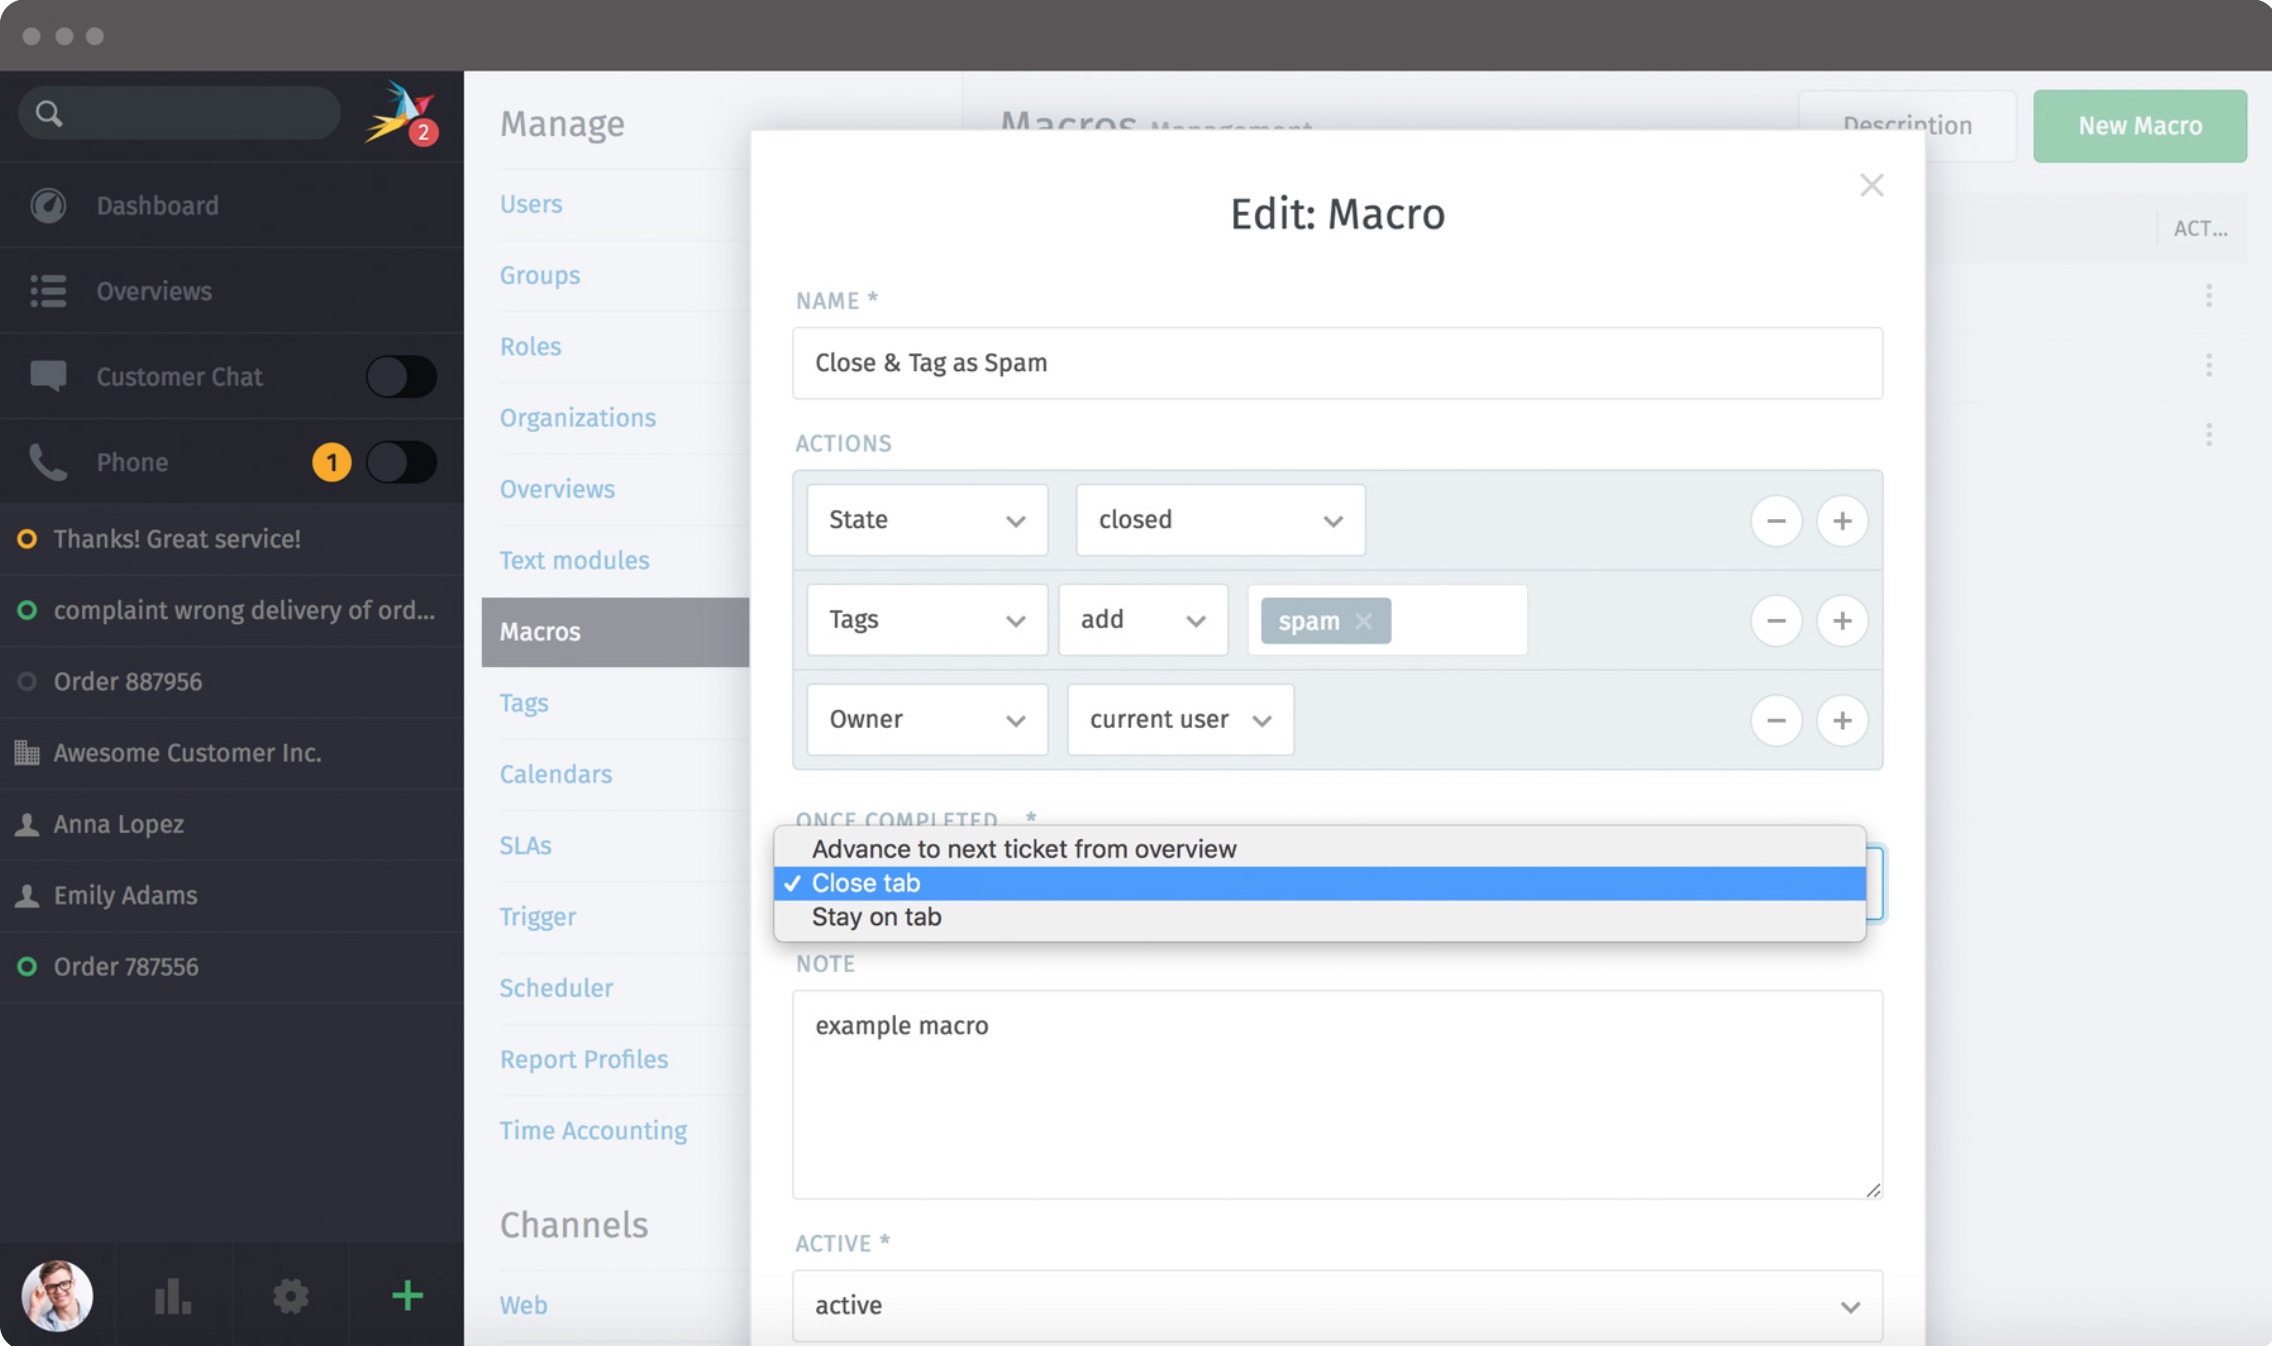 2
Dashboard
Overviews
Customer Chat
Phone
1
Thanks! Great service!
complaint wrong delivery of ord...
Order 887956
Awesome Customer Inc.
Anna Lopez
Emily Adams
Order 787556
Manage
Users
Groups
Roles
Organizations
Overviews
Text modules
Macros
Tags
Calendars
SLAs
Trigger
Scheduler
Report Profiles
Time Accounting
Channels
Web
Macros Management
Description
New Macro
ACT...
Edit: Macro
NAME *
Close & Tag as Spam
ACTIONS
State closed
Tags add spam
Owner current user
ONCE COMPLETED... *
Advance to next ticket from overview
✓ Close tab
Stay on tab
NOTE
example macro
ACTIVE *
active